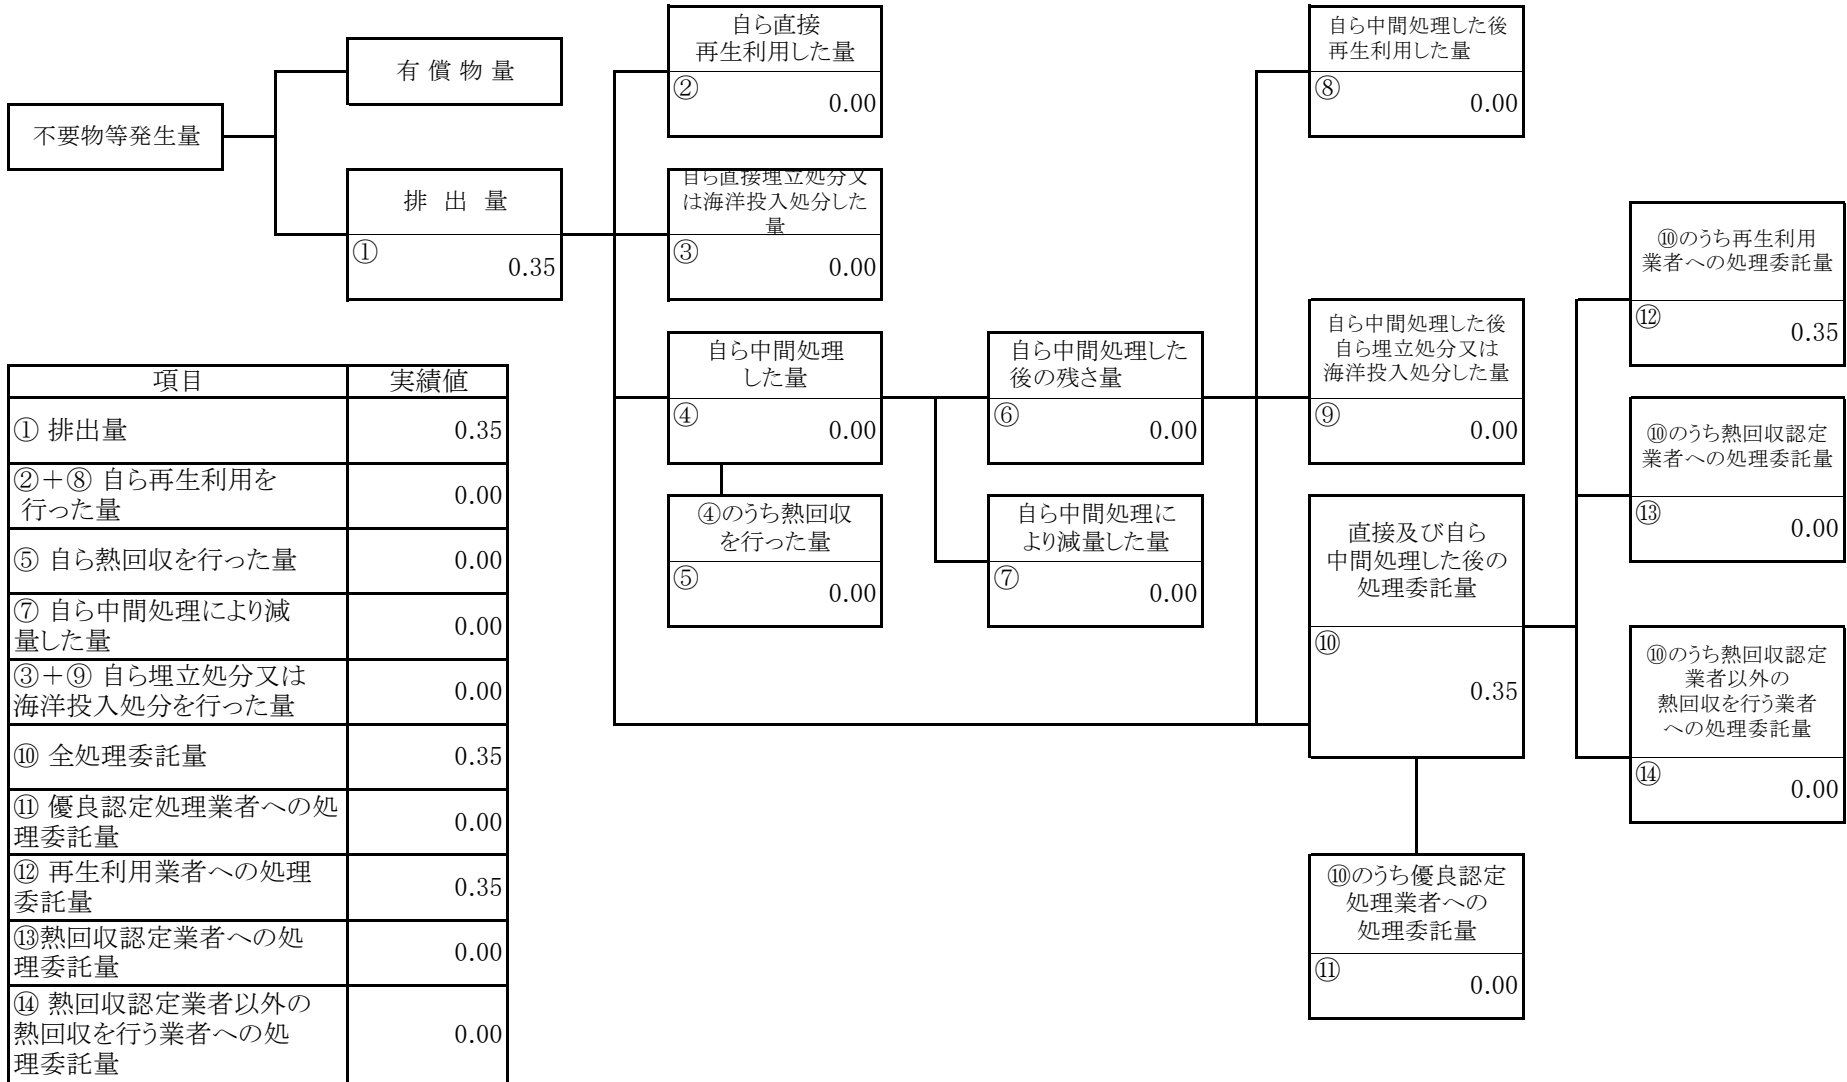 不要物等発生量
有 償 物 量
排 出 量
①
0.35
自ら直接
再生利用した量
②
0.00
自ら直接埋立処分又
は海洋投入処分した
量
③
0.00
自ら中間処理
した量
④
0.00
④のうち熱回収
を行った量
⑤
0.00
自ら中間処理した
後の残さ量
⑥
0.00
自ら中間処理に
より減量した量
⑦
0.00
自ら中間処理した後
再生利用した量
⑧
0.00
自ら中間処理した後
自ら埋立処分又は
海洋投入処分した量
⑨
0.00
直接及び自ら
中間処理した後の
処理委託量
⑩
0.35
⑩のうち優良認定
処理業者への
処理委託量
⑪
0.00
⑩のうち再生利用
業者への処理委託量
⑫
0.35
⑩のうち熱回収認定
業者への処理委託量
⑬
0.00
⑩のうち熱回収認定
業者以外の
熱回収を行う業者
への処理委託量
⑭
0.00
項目 実績値
① 排出量 0.35
②＋⑧ 自ら再生利用を
行った量 0.00
⑤ 自ら熱回収を行った量 0.00
⑦ 自ら中間処理により減
量した量 0.00
③＋⑨ 自ら埋立処分又は
海洋投入処分を行った量 0.00
⑩ 全処理委託量 0.35
⑪ 優良認定処理業者への処
理委託量 0.00
⑫ 再生利用業者への処理
委託量 0.35
⑬熱回収認定業者への処
理委託量 0.00
⑭ 熱回収認定業者以外の
熱回収を行う業者への処
理委託量 0.00